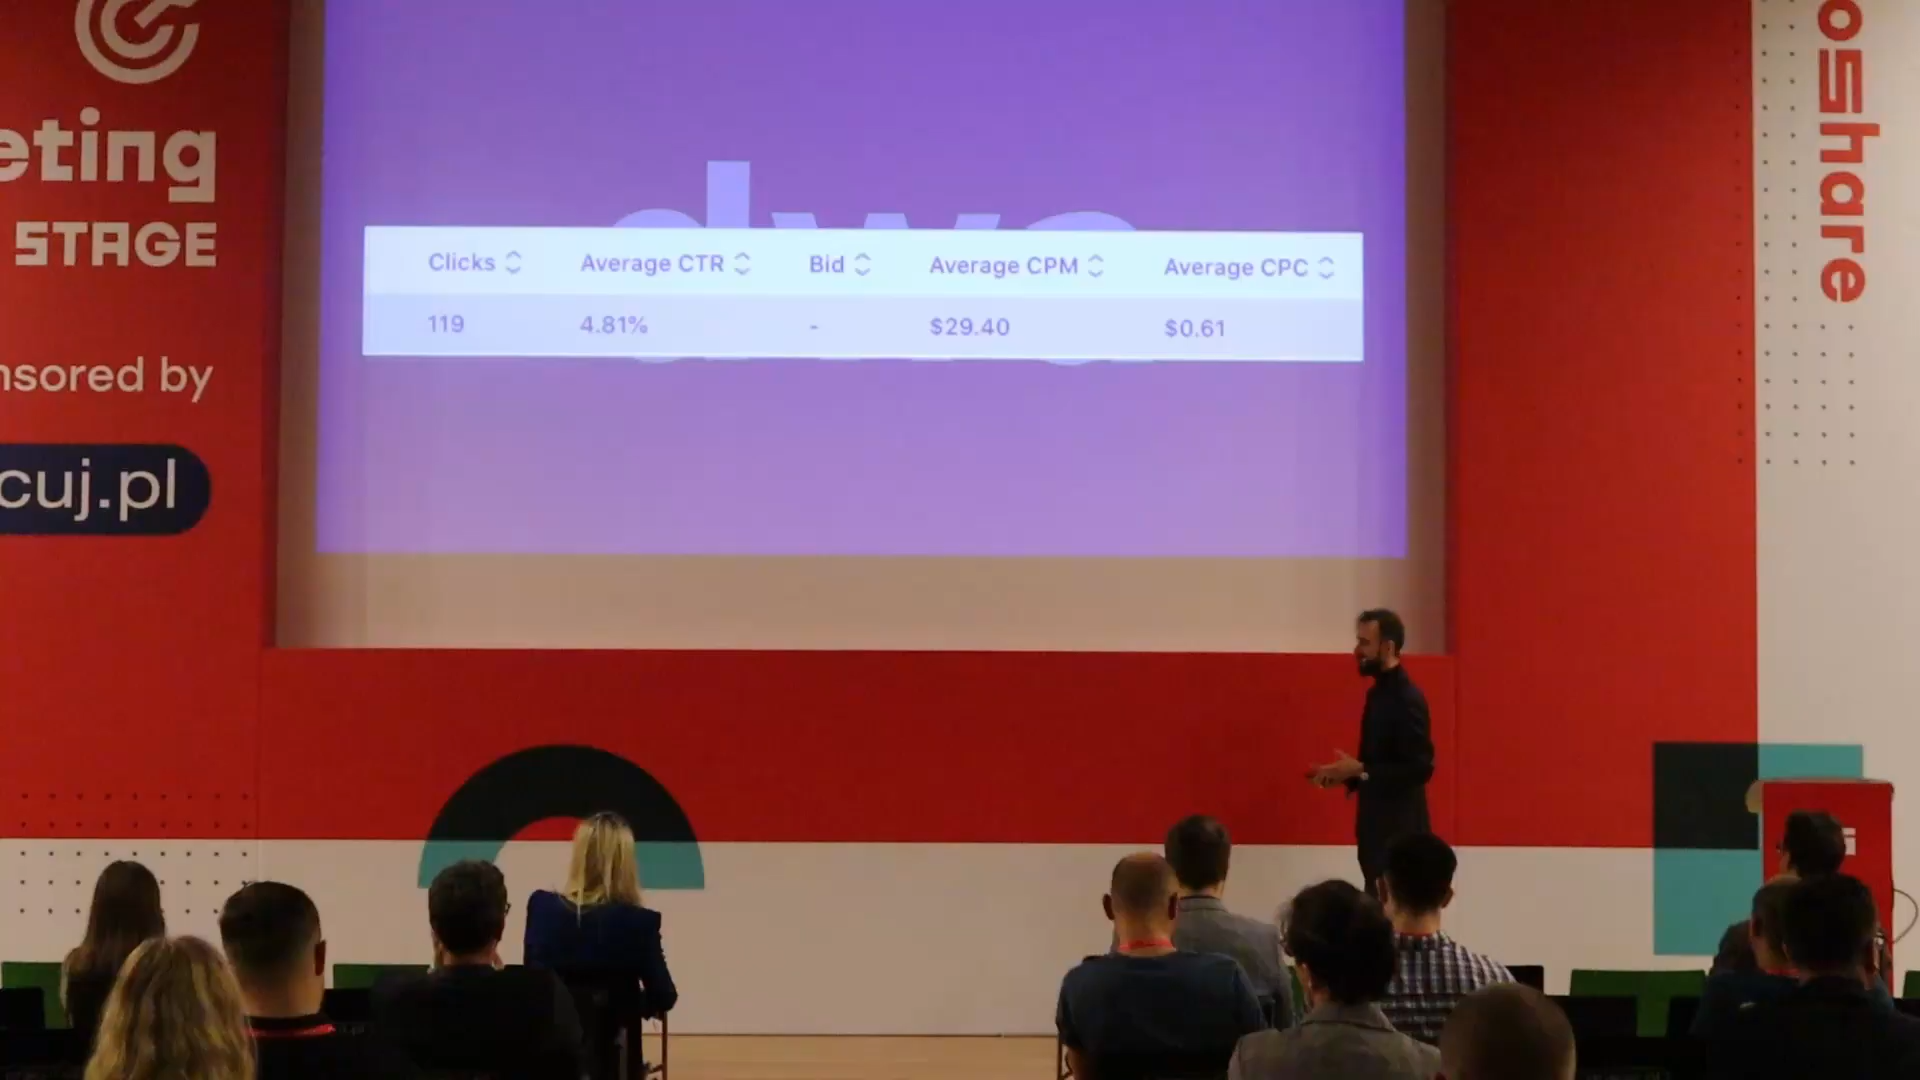 eting
STAGE
nsored by
cuj.pl
Clicks Average CTR Bid Average CPM Average CPC
119 4.81% - $29.40 $0.61
oShare